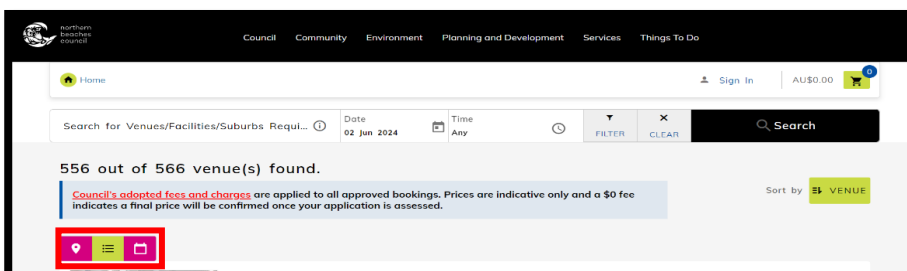 northern
beaches
council
Council Community Environment Planning and Development Services Things To Do
Home
Sign In AU$0.00 0
Search for Venues/Facilities/Suburbs Requi...
Date
02 Jun 2024
Time
Any
FILTER
CLEAR
Search
556 out of 566 venue(s) found.
Council's adopted fees and charges are applied to all approved bookings. Prices are indicative only and a $0 fee
indicates a final price will be confirmed once your application is assessed.
Sort by VENUE